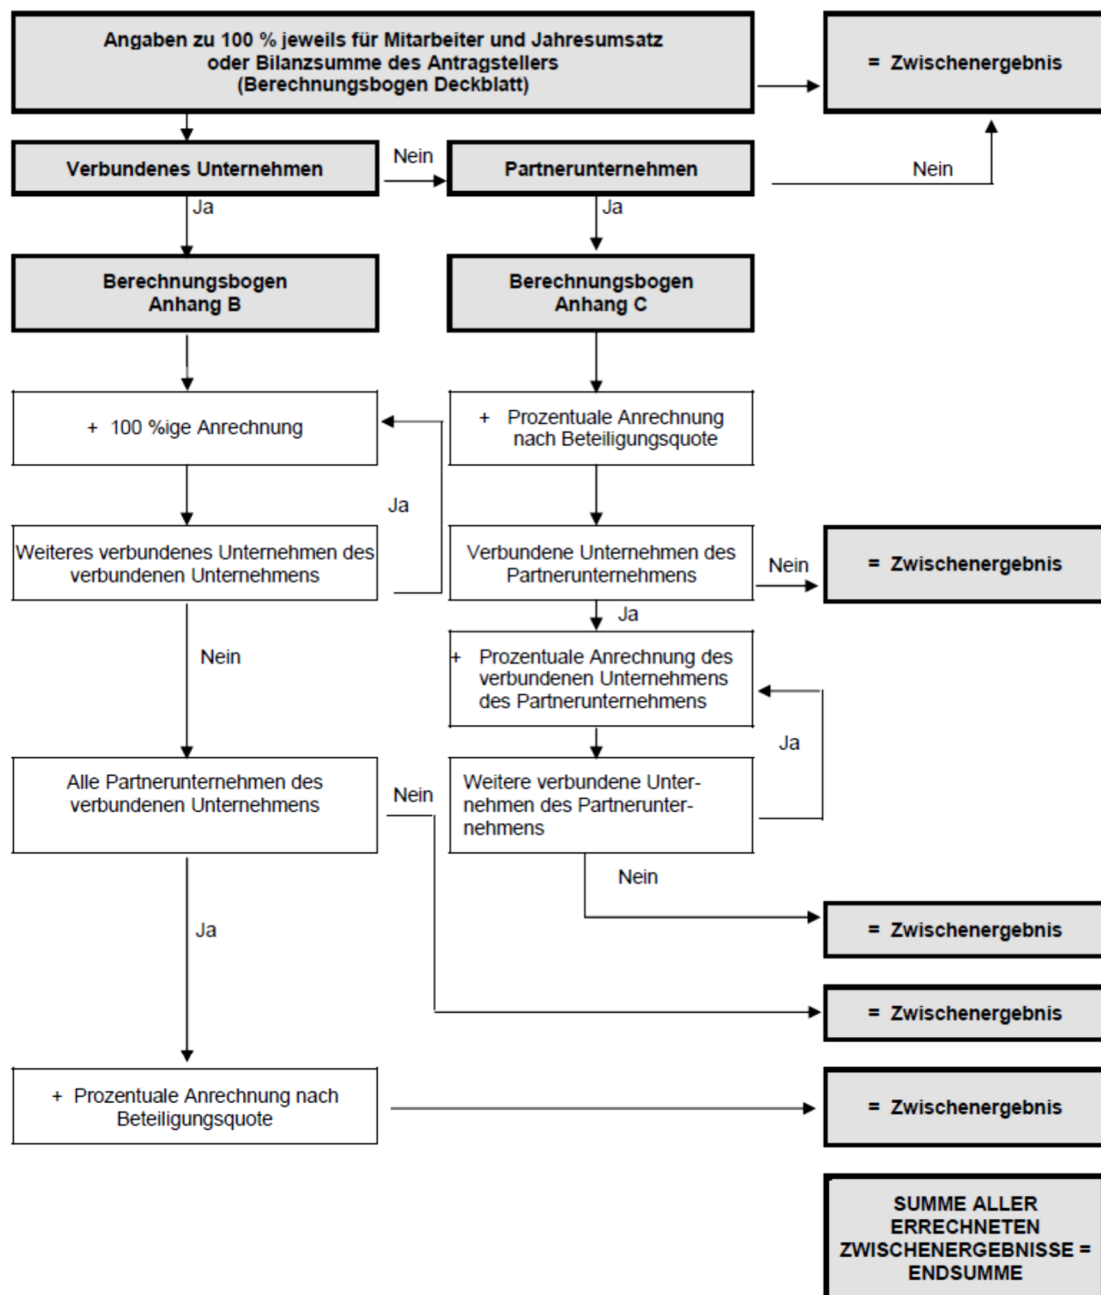 Angaben zu 100 % jeweils für Mitarbeiter und Jahresumsatz
oder Bilanzsumme des Antragstellers
(Berechnungsbogen Deckblatt)
= Zwischenergebnis
Verbundenes Unternehmen
Nein
Partnerunternehmen
Nein
Ja
Ja
Berechnungsbogen
Anhang B
Berechnungsbogen
Anhang C
+ 100 %ige Anrechnung
+ Prozentuale Anrechnung
nach Beteiligungsquote
Ja
Weiteres verbundenes Unternehmen des
verbundenen Unternehmens
Verbundene Unternehmen des
Partnerunternehmens
Nein
= Zwischenergebnis
Ja
Nein
+ Prozentuale Anrechnung des
verbundenen Unternehmens
des Partnerunternehmens
Ja
Alle Partnerunternehmen des
verbundenen Unternehmens
Nein
Weitere verbundene Unter-
nehmen des Partnerunter-
nehmens
Nein
Ja
= Zwischenergebnis
= Zwischenergebnis
+ Prozentuale Anrechnung nach
Beteiligungsquote
= Zwischenergebnis
SUMME ALLER
ERRECHNETEN
ZWISCHENERGEBNISSE =
ENDSUMME